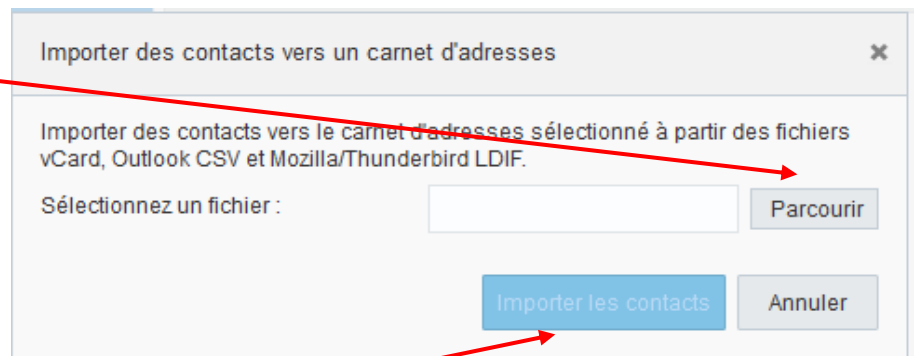 Importer des contacts vers un carnet d'adresses
Importer des contacts vers le carnet d'adresses sélectionné à partir des fichiers
vCard, Outlook CSV et Mozilla/Thunderbird LDIF.
Sélectionnez un fichier :
Parcourir
Importer les contacts
Annuler